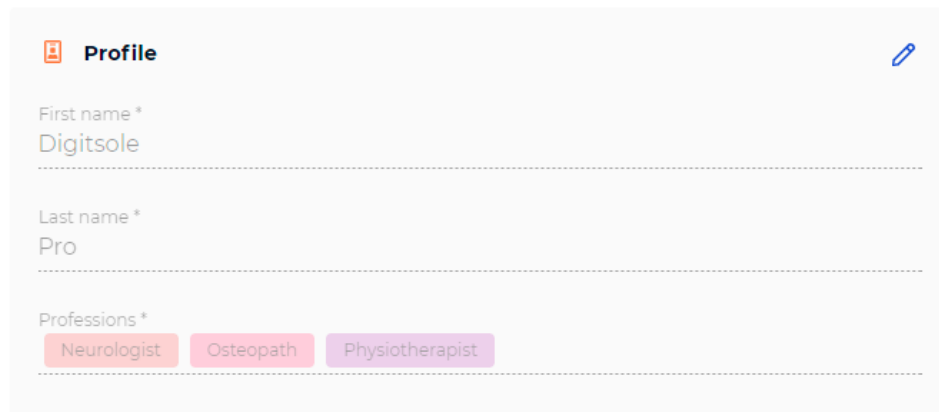 Profile
First name *
Digitsole
Last name *
Pro
Professions *
Neurologist Osteopath Physiotherapist